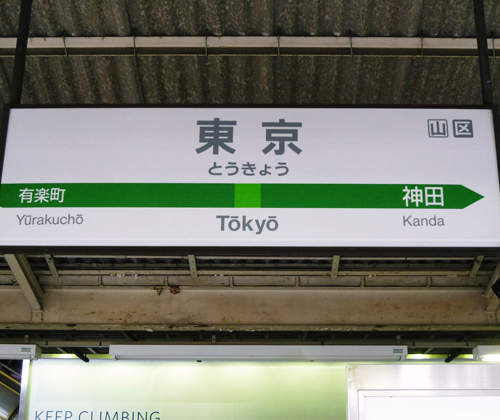 東京
山区
とうきょう
有楽町
神田
Yūrakuchō
Tōkyō
Kanda
KEEP CLIMBING